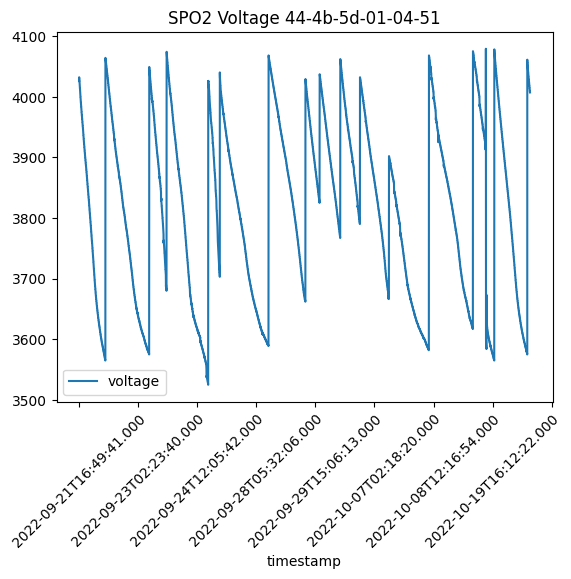 SPO2 Voltage 44-4b-5d-01-04-51
4100
4000
3900
3800
3700
3600
3500
voltage
2022-09-21T16:49:41.000
2022-09-23T02:23:40.000
2022-09-24T12:05:42.000
2022-09-28T05:32:06.000
2022-09-29T15:06:13.000
2022-10-07T02:18:20.000
2022-10-08T12:16:54.000
2022-10-19T16:12:22.000
timestamp